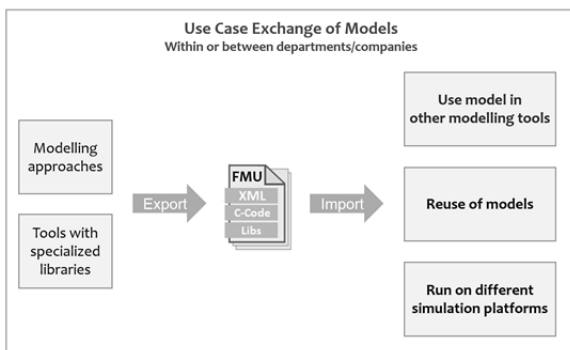 Use Case Exchange of Models
Within or between departments/companies
Modelling
approaches
Tools with
specialized
libraries
Export
FMU
XML
C-Code
Libs
Import
Use model in
other modelling tools
Reuse of models
Run on different
simulation platforms